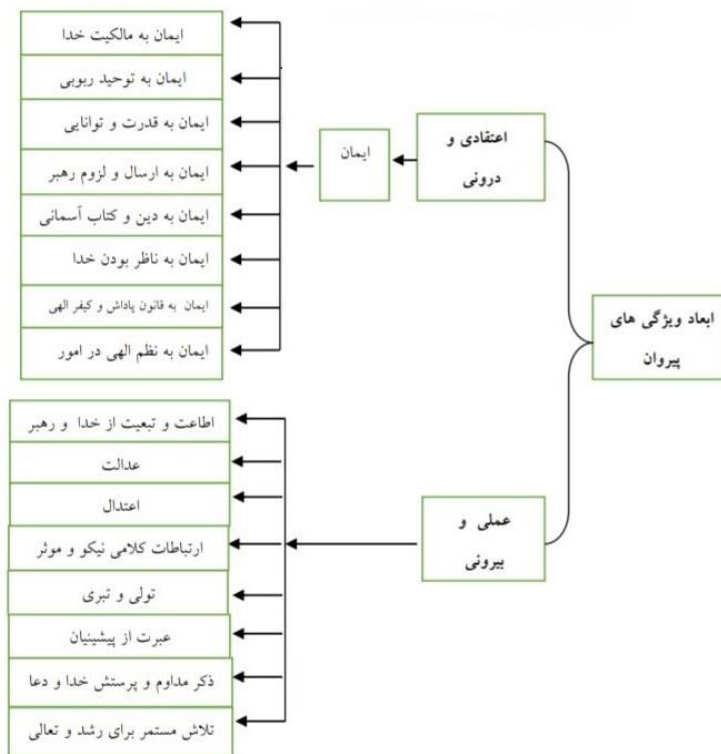 ابعاد ویژگی های
پیروان
اعتقادی و
درونی
ایمان
ایمان به مالکیت خدا
ایمان به توحید ربوبی
ایمان به قدرت و توانایی
ایمان به ارسال و لزوم رهبر
ایمان به دین و کتاب آسمانی
ایمان به ناظر بودن خدا
ایمان به قانون پاداش و کیفر الهی
ایمان به نظم الهی در امور
عملی و
بیرونی
اطاعت و تبعیت از خدا و رهبر
عدالت
اعتدال
ارتباطات کلامی نیکو و موثر
تولی و تبری
عبرت از پیشینیان
ذکر مداوم و پرستش خدا و دعا
تلاش مستمر برای رشد و تعالی